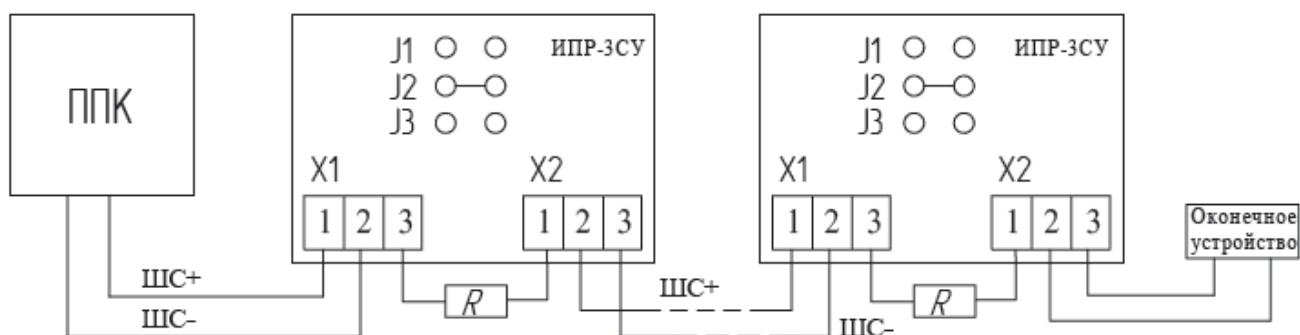 ППК
J1
ИПР-3СУ
J2
J3
X1
X2
1 2 3
1 2 3
ШС+
ШС-
R
J1
ИПР-3СУ
J2
J3
X1
X2
1 2 3
1 2 3
ШС+
ШС-
R
Оконечное
устройство